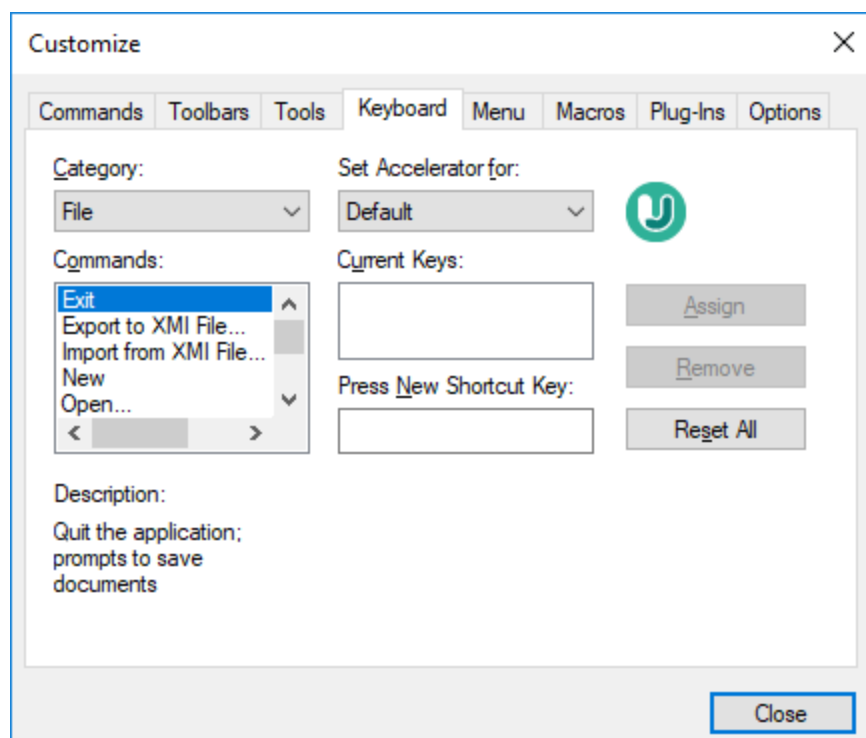 Customize
Commands Toolbars Tools Keyboard Menu Macros Plug-Ins Options
Category: Set Accelerator for:
File Default
Commands: Current Keys:
Exit
Export to XMI File...
Import from XMI File...
New
Open...
Assign
Remove
Press New Shortcut Key:
Reset All
Description:
Quit the application;
prompts to save
documents
Close